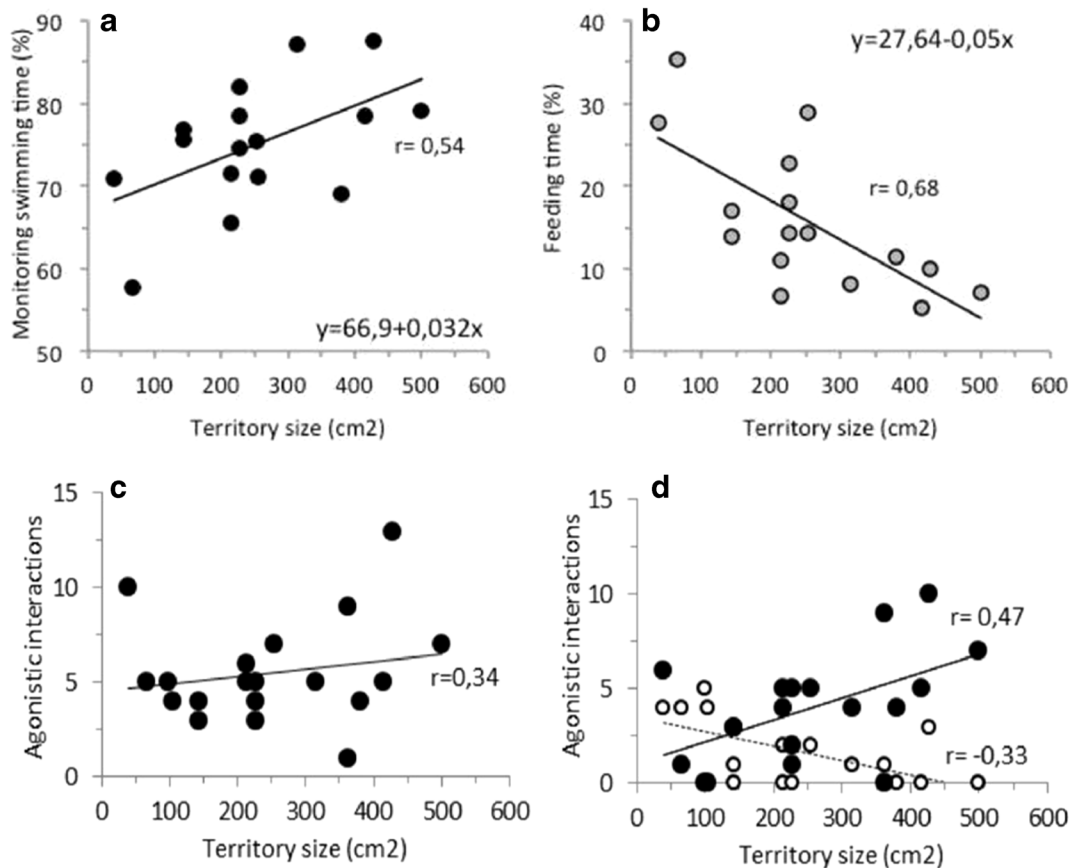 a
Monitoring swimming time (%)
90
80
70
60
50
r= 0,54
y=66,9+0,032x
0 100 200 300 400 500 600
Territory size (cm2)
b
Feeding time (%)
40
30
20
10
0
y=27,64-0,05x
r= 0,68
0 100 200 300 400 500 600
Territory size (cm2)
c
Agonistic interactions
15
10
5
0
r=0,34
0 100 200 300 400 500 600
Territory size (cm2)
d
Agonistic interactions
15
10
5
0
r= 0,47
r= -0,33
0 100 200 300 400 500 600
Territory size (cm2)